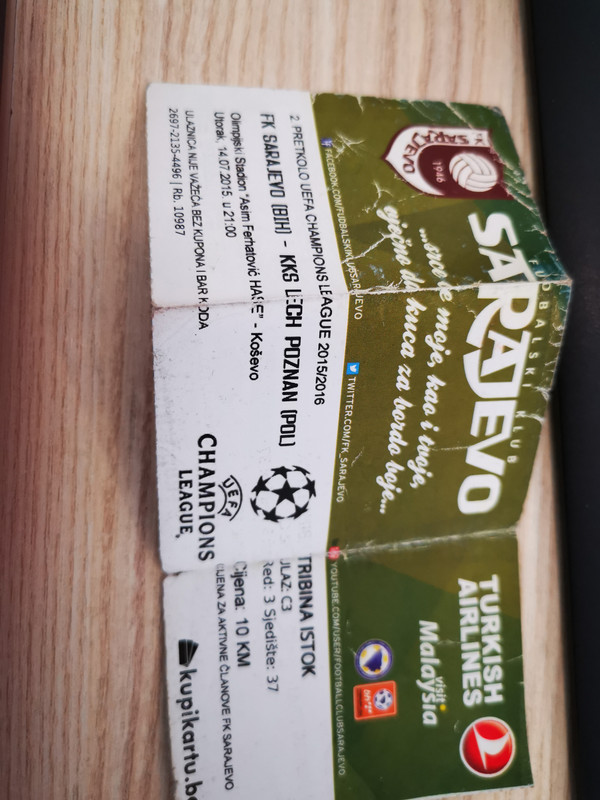 FK SARAJEVO
1946
FUDBALSKI KLUB
SARAJEVO
...srce je moje, kao i tvoje,
vječno da kuca za bordo boje...
TURKISH
AIRLINES
visit
Malaysia
FACEBOOK.COM/FUDBALSKIKLUBSARAJEVO
TWITTER.COM/FK_SARAJEVO
YOUTUBE.COM/USER/FOOTBALLCLUBSARAJEVO
2. PRETKOLO UEFA CHAMPIONS LEAGUE 2015/2016
FK SARAJEVO (BIH) - KKS LECH POZNAN (POL)
Olimpijski Stadion "Asim Ferhatović HASE" - Koševo
Utorak, 14.07.2015. u 21:00
ULAZNICA NIJE VAŽEĆA BEZ KUPONA I BAR KODA
2697-2135-4496 | Rb. 10987
UEFA
CHAMPIONS
LEAGUE
TRIBINA ISTOK
ULAZ: C3
Red: 3 Sjedište: 37
Cijena: 10 KM
CIJENA ZA AKTIVNE ČLANOVE FK SARAJEVO
kupikartu.ba